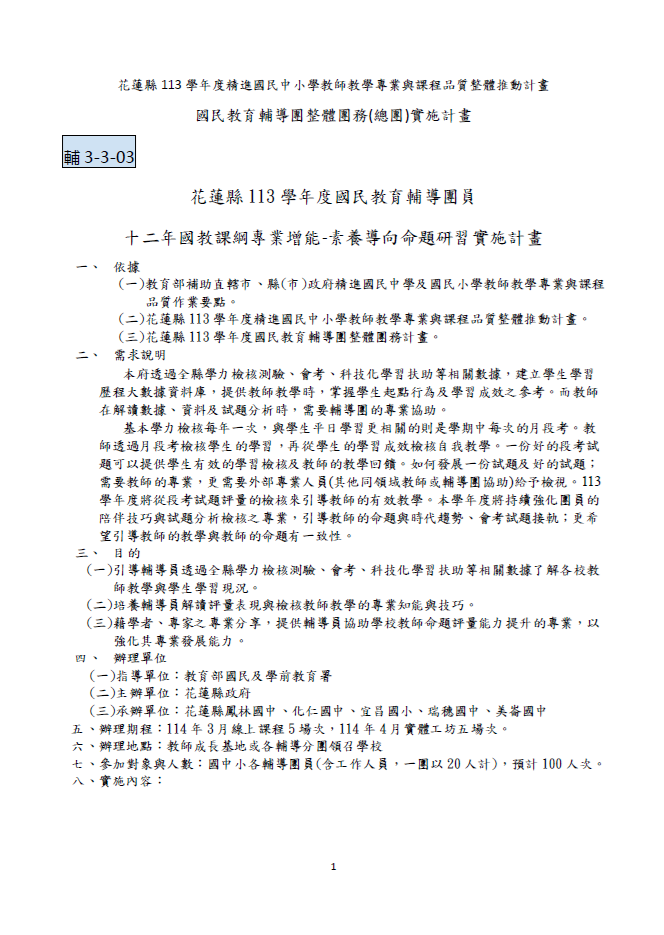 花蓮縣 113 學年度精進國民中小學教師教學專業與課程品質整體推動計畫
國民教育輔導團整體團務(總團)實施計畫
輔 3-3-03
花蓮縣 113 學年度國民教育輔導團員
十二年國教課綱專業增能-素養導向命題研習實施計畫
一、 依據
(一)教育部補助直轄市、縣(市)政府精進國民中學及國民小學教師教學專業與課程
品質作業要點。
(二)花蓮縣 113 學年度精進國民中小學教師教學專業與課程品質整體推動計畫。
(三)花蓮縣 113 學年度國民教育輔導團整體團務計畫。
二、 需求說明
本府透過全縣學力檢核測驗、會考、科技化學習扶助等相關數據，建立學生學習
歷程大數據資料庫，提供教師教學時，掌握學生起點行為及學習成效之參考。而教師
在解讀數據、資料及試題分析時，需要輔導團的專業協助。
基本學力檢核每年一次，與學生平日學習更相關的則是學期中每次的月段考。教
師透過月段考檢核學生的學習，再從學生的學習成效檢核自我教學。一份好的段考試
題可以提供學生有效的學習檢核及教師的教學回饋。如何發展一份試題及好的試題；
需要教師的專業，更需要外部專業人員(其他同領域教師或輔導團協助)給予檢視。113
學年度將從段考試題評量的檢核來引導教師的有效教學。本學年度將持續強化團員的
陪伴技巧與試題分析檢核之專業，引導教師的命題與時代趨勢、會考試題接軌；更希
望引導教師的教學與教師的命題有一致性。
三、 目的
(一)引導輔導員透過全縣學力檢核測驗、會考、科技化學習扶助等相關數據了解各校教
師教學與學生學習現況。
(二)培養輔導員解讀評量表現與檢核教師教學的專業知能與技巧。
(三)藉學者、專家之專業分享，提供輔導員協助學校教師命題評量能力提升的專業，以
強化其專業發展能力。
四、 辦理單位
(一)指導單位：教育部國民及學前教育署
(二)主辦單位：花蓮縣政府
(三)承辦單位：花蓮縣鳳林國中、化仁國中、宜昌國小、瑞穗國中、美崙國中
五、辦理期程：114 年 3 月線上課程 5 場次，114 年 4 月實體工坊五場次。
六、辦理地點：教師成長基地或各輔導分團領召學校
七、參加對象與人數：國中小各輔導團員(含工作人員，一團以 20 人計)，預計 100 人次。
八、實施內容：
1